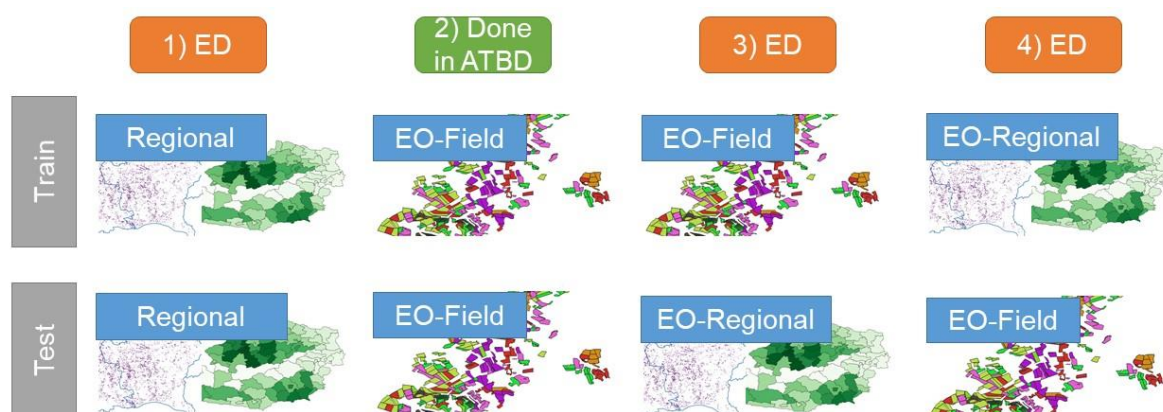 1) ED
2) Done
in ATBD
3) ED
4) ED
Train
Regional
EO-Field
EO-Field
EO-Regional
Test
Regional
EO-Field
EO-Regional
EO-Field